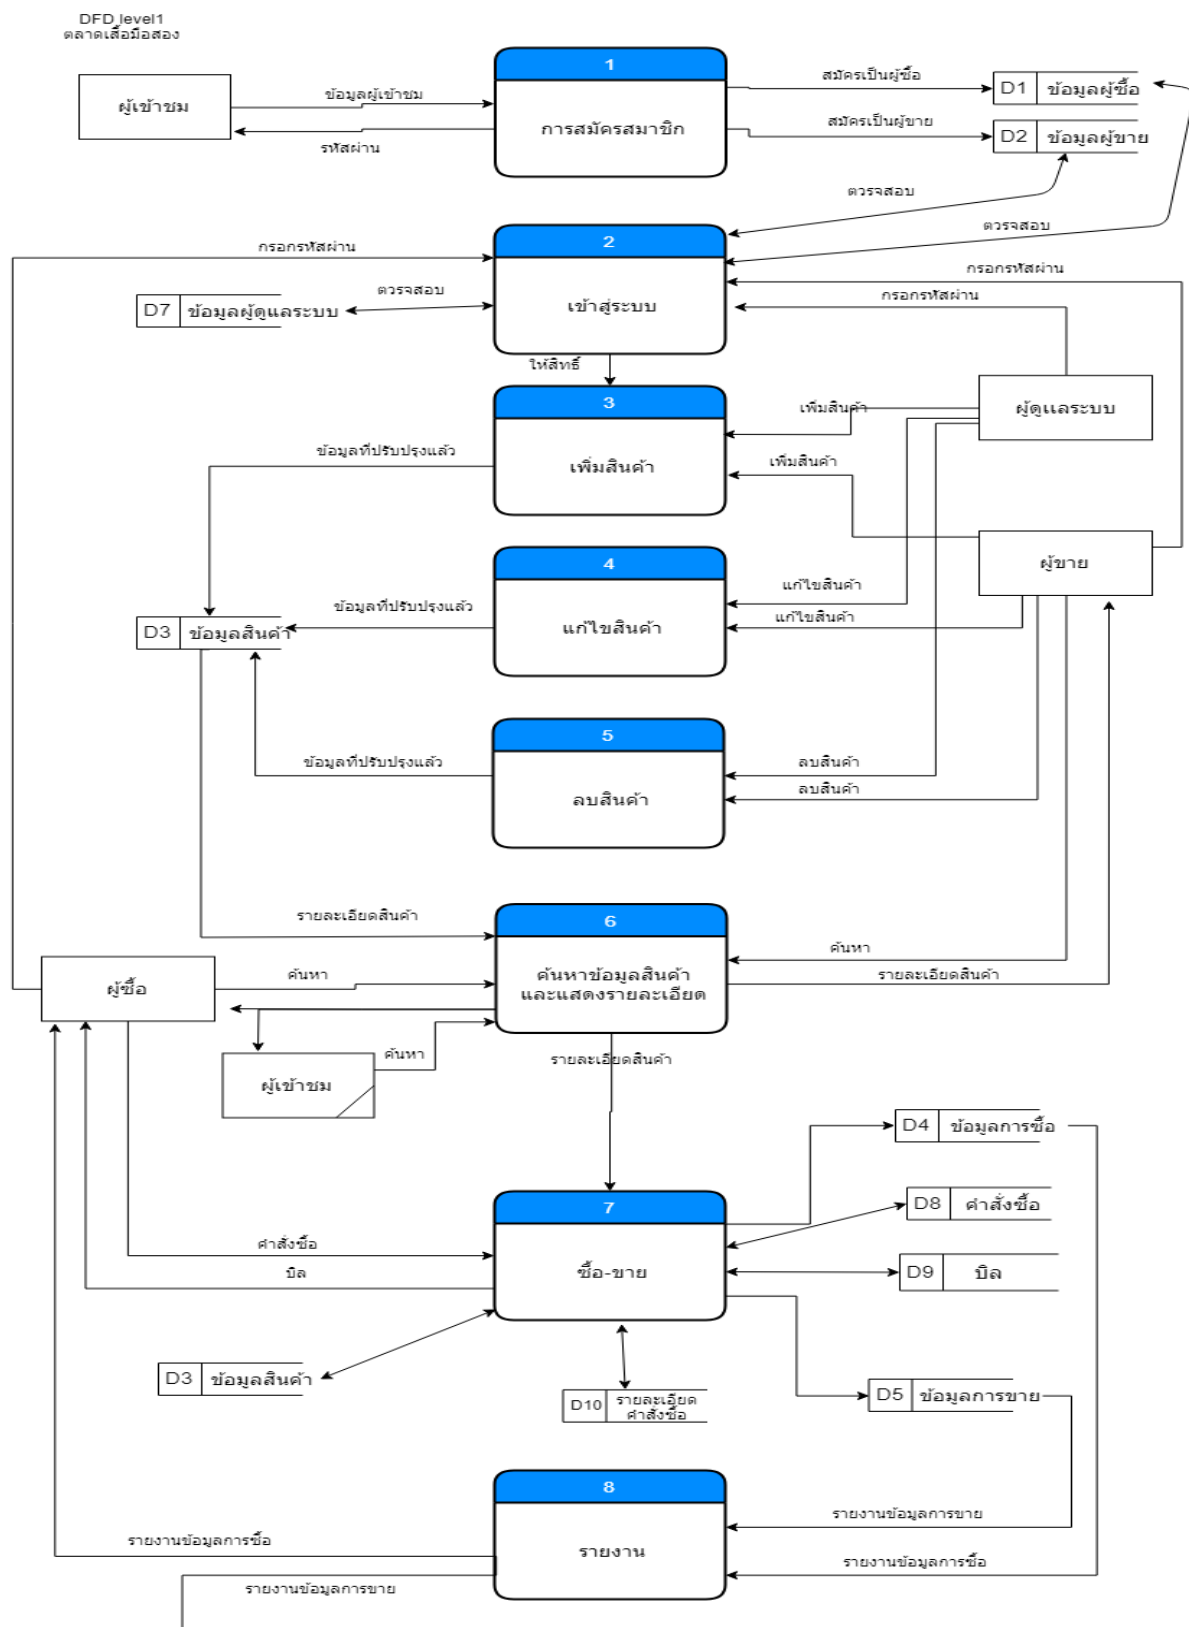 DFD level1
ตลาดเสื้อมือสอง
1
สมัครเป็นผู้ซื้อ
D1 ข้อมูลผู้ซื้อ
ผู้เข้าชม
ข้อมูลผู้เข้าชม
การสมัครสมาชิก
สมัครเป็นผู้ขาย
D2 ข้อมูลผู้ขาย
รหัสผ่าน
ตวรจสอบ
ตวรจสอบ
2
กรอกรหัสผ่าน
กรอกรหัสผ่าน
กรอกรหัสผ่าน
ตวรจสอบ
D7 ข้อมูลผู้ดูแลระบบ
เข้าสู่ระบบ
ให้สิทธิ์
3
เพิ่มสินค้า
ผู้ดูแลระบบ
ข้อมูลที่ปรับปรุงแล้ว
เพิ่มสินค้า
เพิ่มสินค้า
4
ผู้ขาย
แก้ไขสินค้า
ข้อมูลที่ปรับปรุงแล้ว
D3 ข้อมูลสินค้า
แก้ไขสินค้า
แก้ไขสินค้า
5
ข้อมูลที่ปรับปรุงแล้ว
ลบสินค้า
ลบสินค้า
ลบสินค้า
6
รายละเอียดสินค้า
ค้นหา
ผู้ซื้อ
ค้นหา
ค้นหาข้อมูลสินค้า
และแสดงรายละเอียด
รายละเอียดสินค้า
ค้นหา
รายละเอียดสินค้า
ผู้เข้าชม
D4 ข้อมูลการซื้อ
7
D8 คำสั่งซื้อ
คำสั่งซื้อ
บิล
ซื้อ-ขาย
D9 บิล
D3 ข้อมูลสินค้า
D10 รายละเอียด
คำสั่งซื้อ
D5 ข้อมูลการขาย
8
รายงานข้อมูลการขาย
รายงานข้อมูลการซื้อ
รายงาน
รายงานข้อมูลการซื้อ
รายงานข้อมูลการขาย